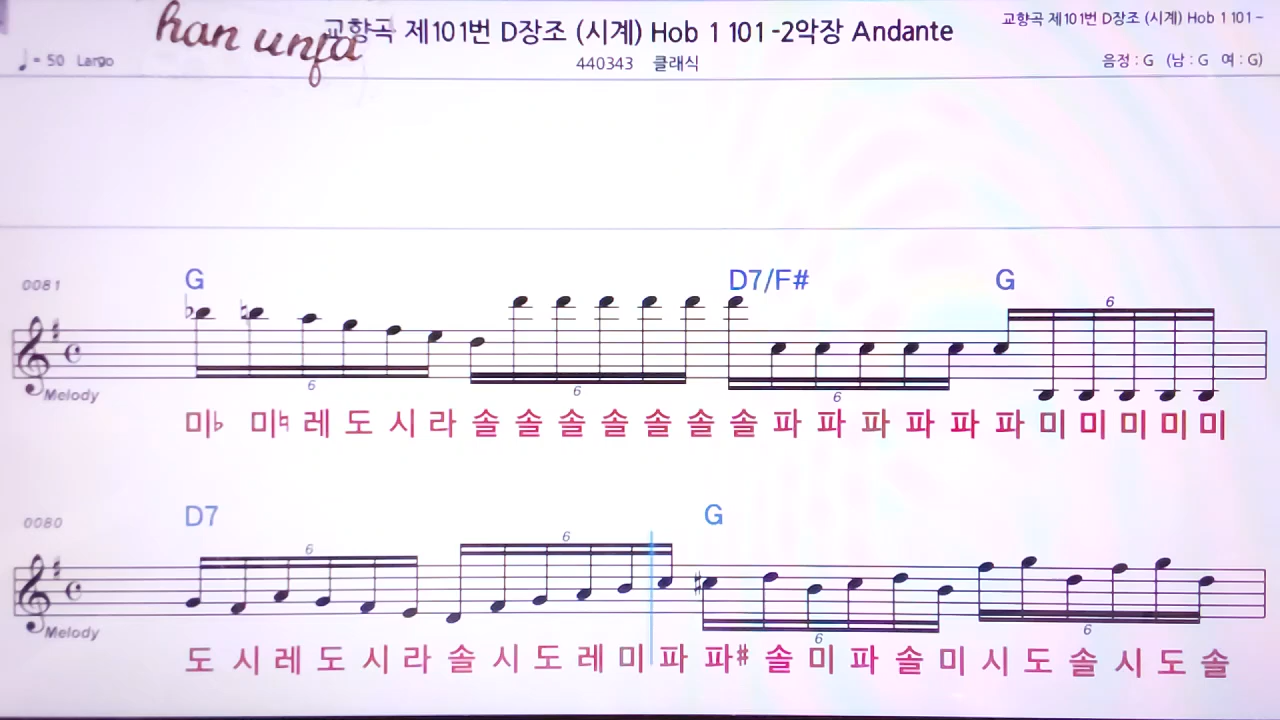 han unfa
교향곡 제101번 D장조 (시계) Hob 1 101 -2악장 Andante
교향곡 제101번 D장조 (시계) Hob 1 101 -
♩= 50 Largo
440343 클래식
음정 : G (남 : G 여 : G)
0081
G D7/F# G
6
6 6 6
Melody
미♭ 미♮ 레 도 시 라 솔 솔 솔 솔 솔 솔 솔 파 파 파 파 파 파 미 미 미 미 미
0080
D7 G
6 6
6 6
Melody
도 시 레 도 시 라 솔 시 도 레 미 파 파# 솔 미 파 솔 미 시 도 솔 시 도 솔